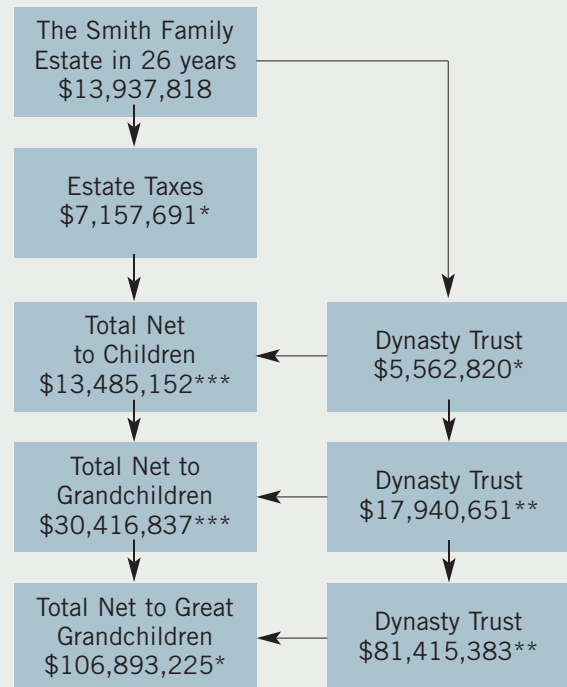 The Smith Family
Estate in 26 years
$13,937,818
Estate Taxes
$7,157,691*
Total Net
to Children
$13,485,152***
Dynasty Trust
$5,562,820*
Total Net to
Grandchildren
$30,416,837***
Dynasty Trust
$17,940,651**
Total Net to Great
Grandchildren
$106,893,225*
Dynasty Trust
$81,415,383**